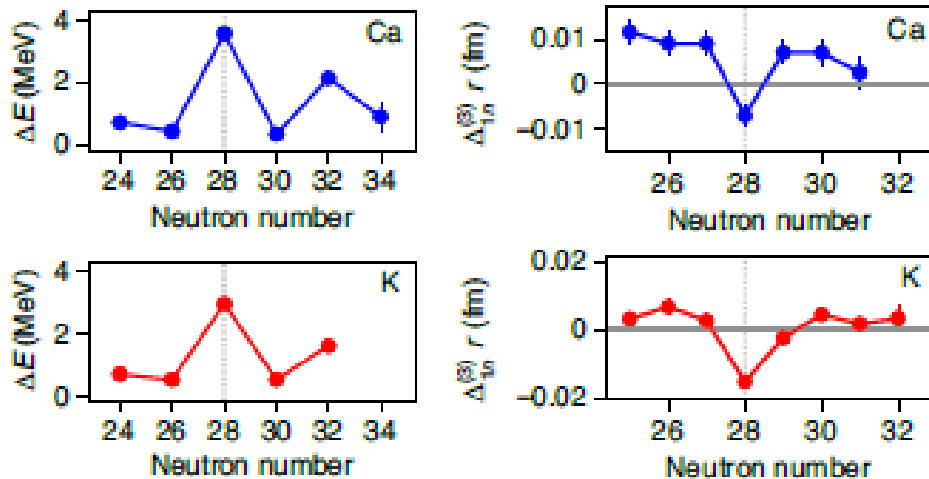 4
2
0
ΔE (MeV)
Ca
24 26 28 30 32 34
Neutron number
0.01
0
−0.01
Δ₁ₙ⁽³⁾ r (fm)
Ca
26 28 30 32
Neutron number
4
2
0
ΔE (MeV)
K
24 26 28 30 32 34
Neutron number
0.02
0
−0.02
Δ₁ₙ⁽³⁾ r (fm)
K
26 28 30 32
Neutron number